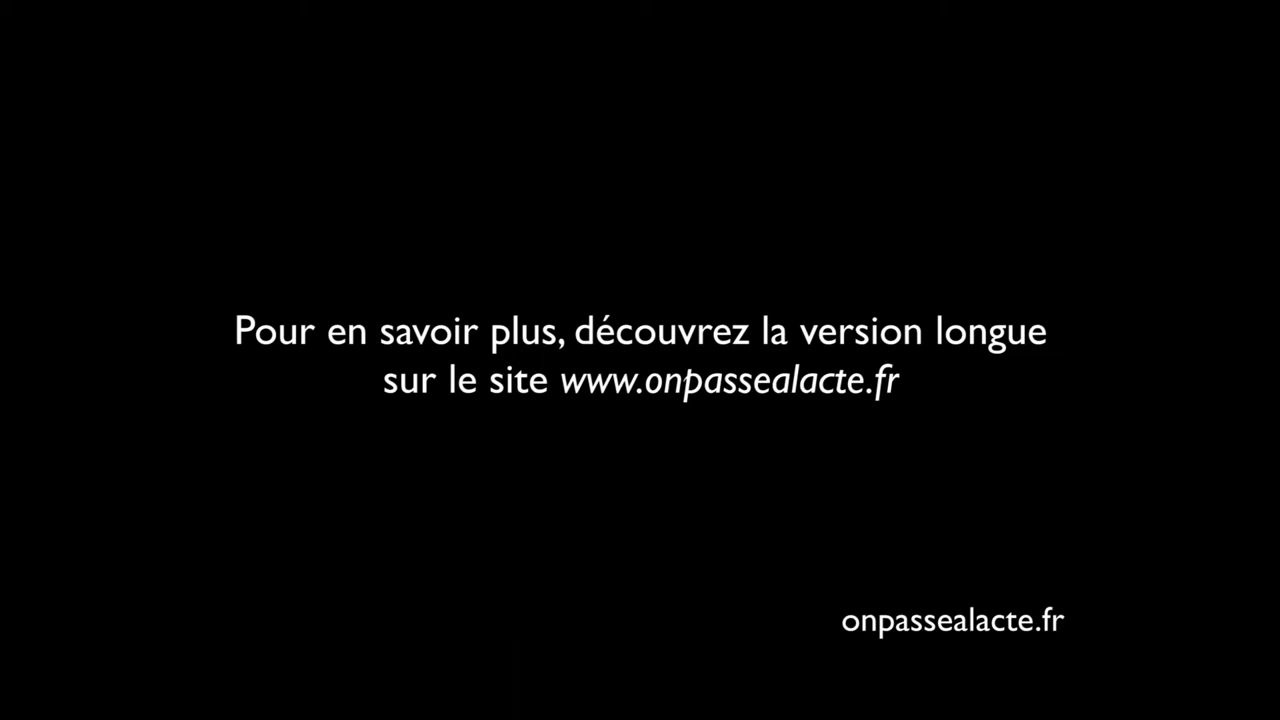 Pour en savoir plus, découvrez la version longue
sur le site www.onpassealacte.fr
onpassealacte.fr